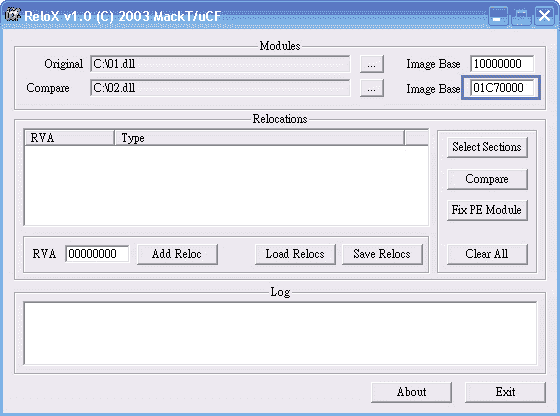 ReloX v1.0 (C) 2003 MackT/uCF
Modules
Original C:\01.dll ... Image Base 10000000
Compare C:\02.dll ... Image Base 01C70000
Relocations
RVA Type
Select Sections
Compare
Fix PE Module
RVA 00000000 Add Reloc Load Relocs Save Relocs Clear All
Log
About Exit